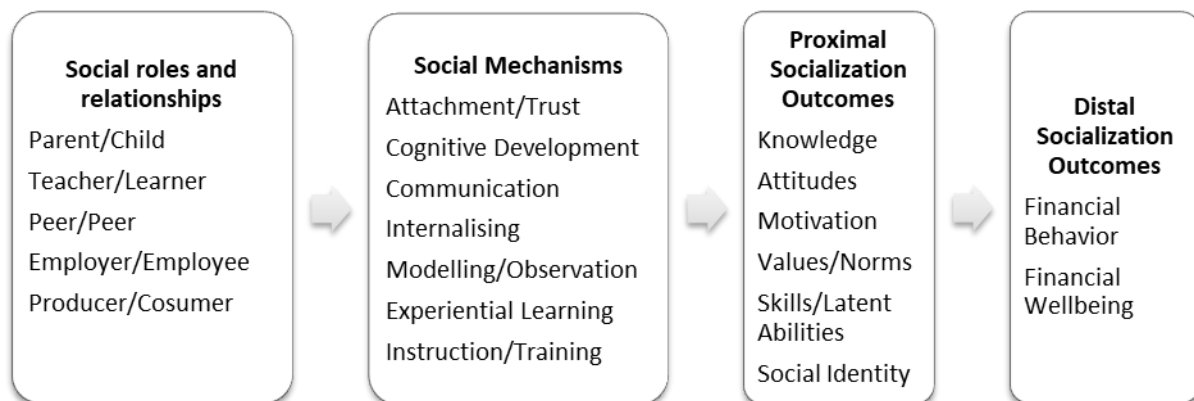 Social roles and
relationships
Parent/Child
Teacher/Learner
Peer/Peer
Employer/Employee
Producer/Cosumer
Social Mechanisms
Attachment/Trust
Cognitive Development
Communication
Internalising
Modelling/Observation
Experiential Learning
Instruction/Training
Proximal
Socialization
Outcomes
Knowledge
Attitudes
Motivation
Values/Norms
Skills/Latent
Abilities
Social Identity
Distal
Socialization
Outcomes
Financial
Behavior
Financial
Wellbeing